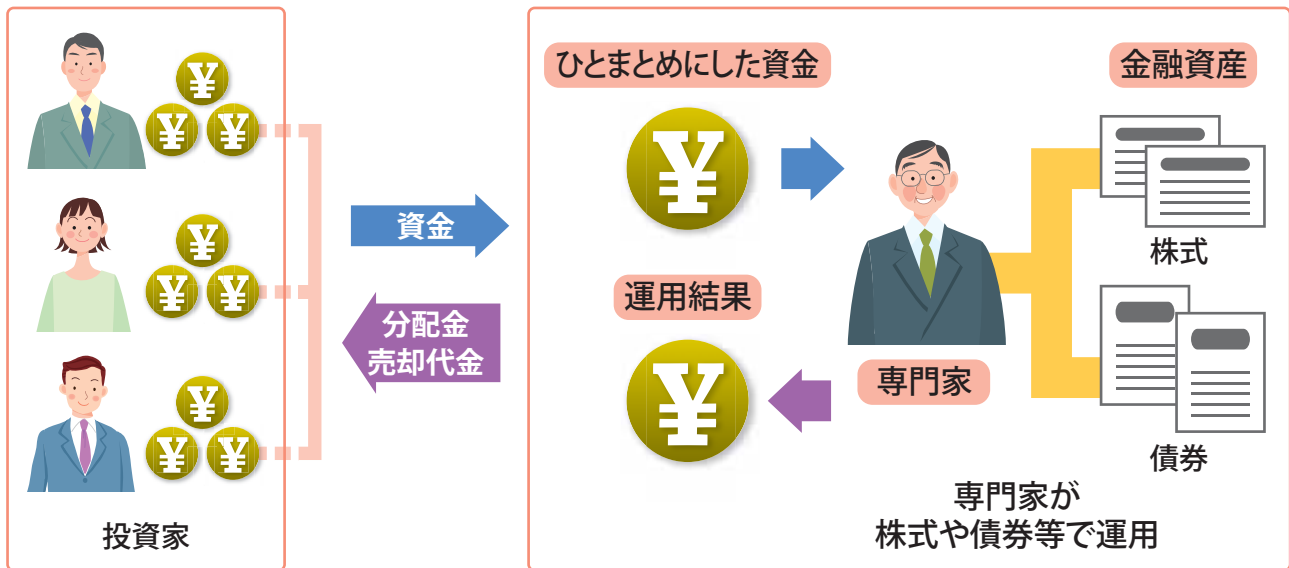 ¥
¥ ¥
¥
¥ ¥
¥
¥ ¥
投資家
資金
分配金
売却代金
ひとまとめにした資金
¥
運用結果
¥
専門家
金融資産
株式
債券
専門家が
株式や債券等で運用